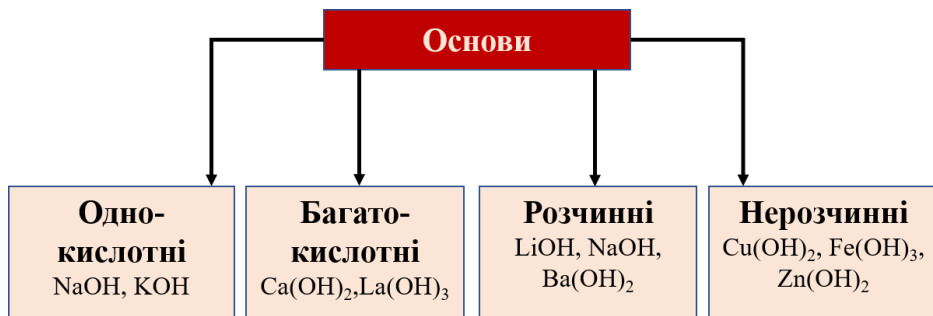 Основи
Одно-
кислотні
NaOH, KOH
Багато-
кислотні
Ca(OH)₂,La(OH)₃
Розчинні
LiOH, NaOH,
Ba(OH)₂
Нерозчинні
Cu(OH)₂, Fe(OH)₃,
Zn(OH)₂